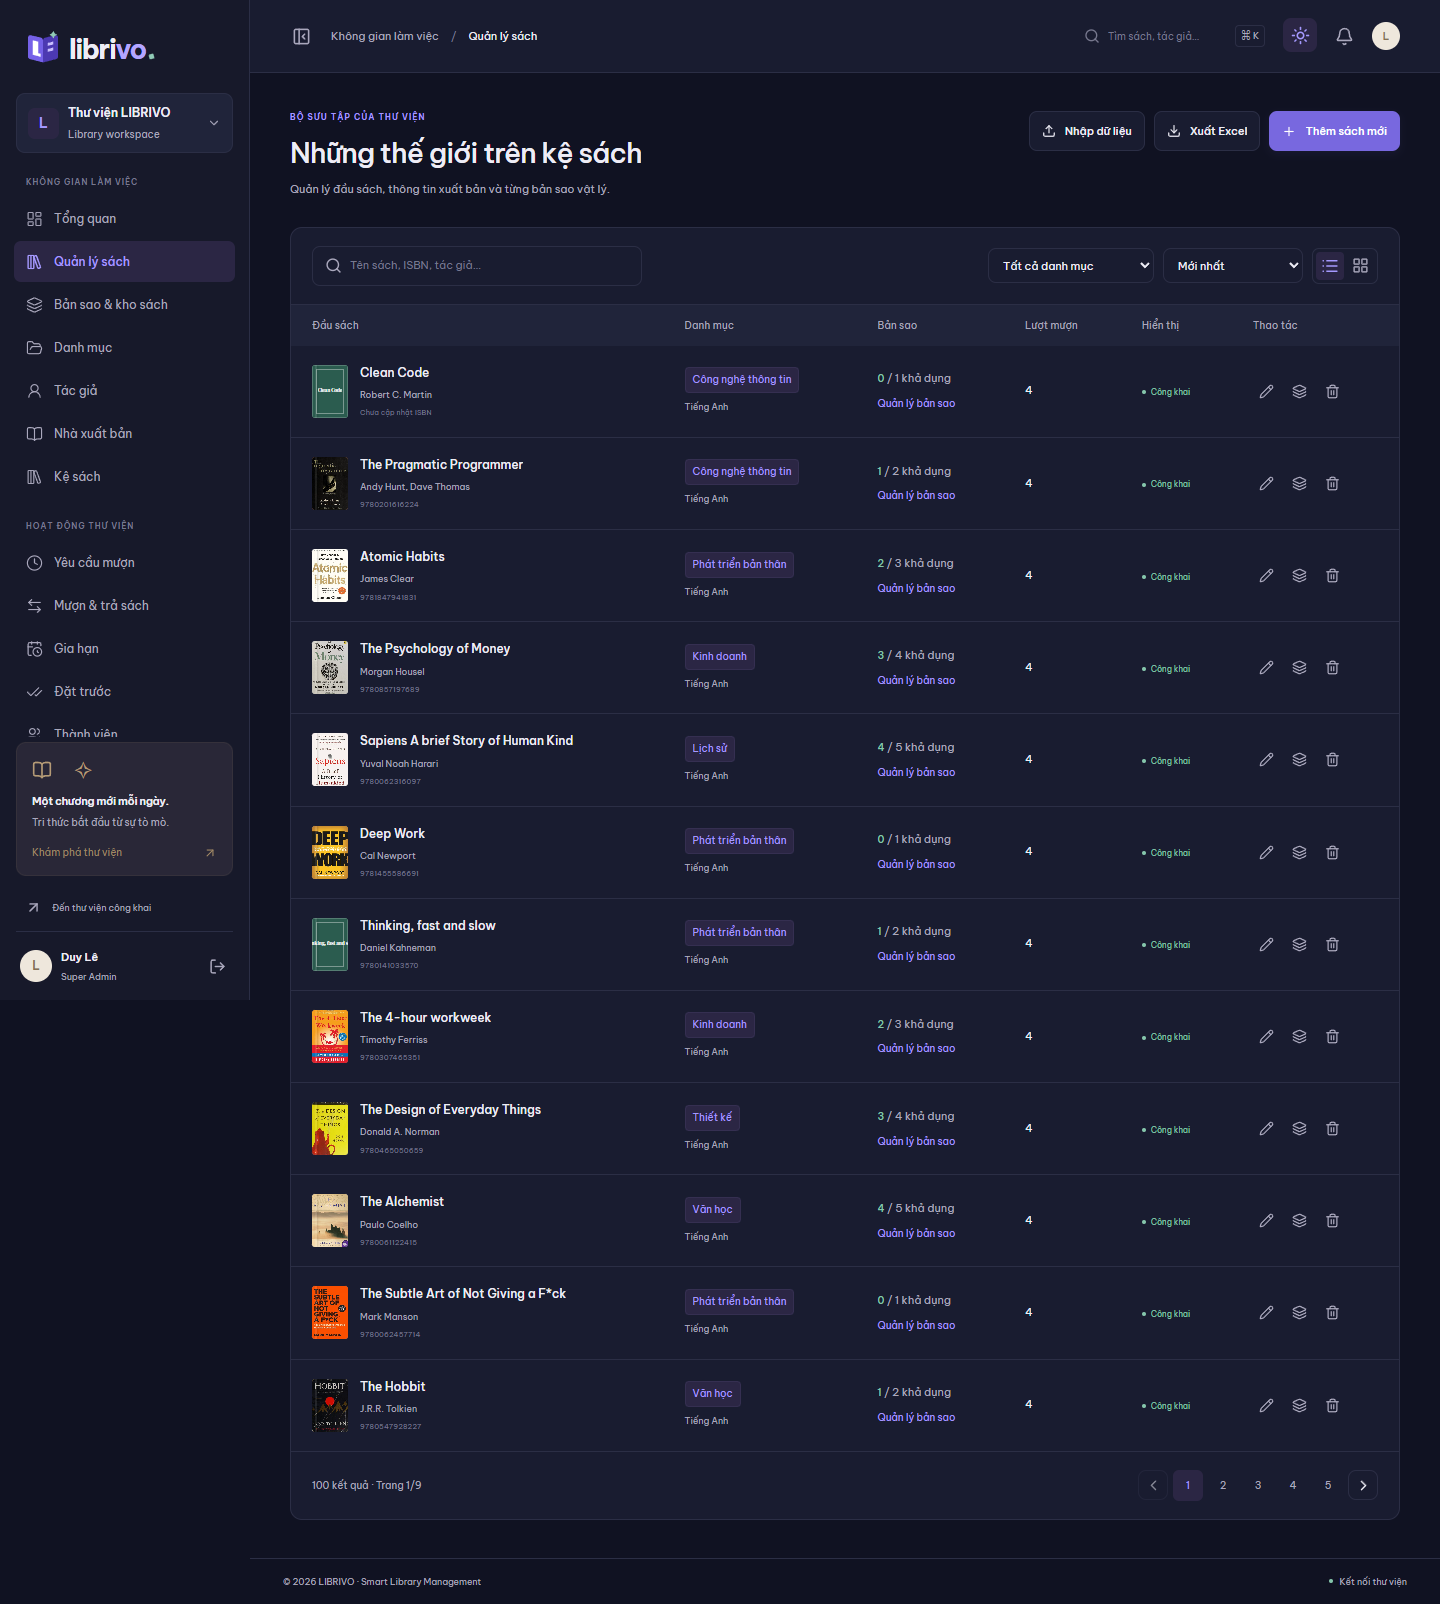 librivo.
Không gian làm việc / Quản lý sách
Tìm sách, tác giả...
⌘ K
L
L
Thư viện LIBRIVO
Library workspace
KHÔNG GIAN LÀM VIỆC
Tổng quan
Quản lý sách
Bản sao & kho sách
Danh mục
Tác giả
Nhà xuất bản
Kệ sách
HOẠT ĐỘNG THƯ VIỆN
Yêu cầu mượn
Mượn & trả sách
Gia hạn
Đặt trước
Thành viên
Một chương mới mỗi ngày.
Tri thức bắt đầu từ sự tò mò.
Khám phá thư viện
Đến thư viện công khai
L
Duy Lê
Super Admin
BỘ SƯU TẬP CỦA THƯ VIỆN
Những thế giới trên kệ sách
Quản lý đầu sách, thông tin xuất bản và từng bản sao vật lý.
Nhập dữ liệu
Xuất Excel
Thêm sách mới
Tên sách, ISBN, tác giả...
Tất cả danh mục
Mới nhất
Đầu sách Danh mục Bản sao Lượt mượn Hiển thị Thao tác
Clean Code
Robert C. Martin
Chưa cập nhật ISBN
Công nghệ thông tin
Tiếng Anh
0 / 1 khả dụng
Quản lý bản sao
4
Công khai
The Pragmatic Programmer
Andy Hunt, Dave Thomas
9780201616224
Công nghệ thông tin
Tiếng Anh
1 / 2 khả dụng
Quản lý bản sao
4
Công khai
Atomic Habits
James Clear
9781847941831
Phát triển bản thân
Tiếng Anh
2 / 3 khả dụng
Quản lý bản sao
4
Công khai
The Psychology of Money
Morgan Housel
9780857197689
Kinh doanh
Tiếng Anh
3 / 4 khả dụng
Quản lý bản sao
4
Công khai
Sapiens A brief Story of Human Kind
Yuval Noah Harari
9780062316097
Lịch sử
Tiếng Anh
4 / 5 khả dụng
Quản lý bản sao
4
Công khai
Deep Work
Cal Newport
9781455586691
Phát triển bản thân
Tiếng Anh
0 / 1 khả dụng
Quản lý bản sao
4
Công khai
Thinking, fast and slow
Daniel Kahneman
9780141033570
Phát triển bản thân
Tiếng Anh
1 / 2 khả dụng
Quản lý bản sao
4
Công khai
The 4-hour workweek
Timothy Ferriss
9780307465351
Kinh doanh
Tiếng Anh
2 / 3 khả dụng
Quản lý bản sao
4
Công khai
The Design of Everyday Things
Donald A. Norman
9780465050659
Thiết kế
Tiếng Anh
3 / 4 khả dụng
Quản lý bản sao
4
Công khai
The Alchemist
Paulo Coelho
9780061122415
Văn học
Tiếng Anh
4 / 5 khả dụng
Quản lý bản sao
4
Công khai
The Subtle Art of Not Giving a F*ck
Mark Manson
9780062457714
Phát triển bản thân
Tiếng Anh
0 / 1 khả dụng
Quản lý bản sao
4
Công khai
The Hobbit
J.R.R. Tolkien
9780547928227
Văn học
Tiếng Anh
1 / 2 khả dụng
Quản lý bản sao
4
Công khai
100 kết quả · Trang 1/9
1 2 3 4 5
© 2026 LIBRIVO · Smart Library Management
Kết nối thư viện